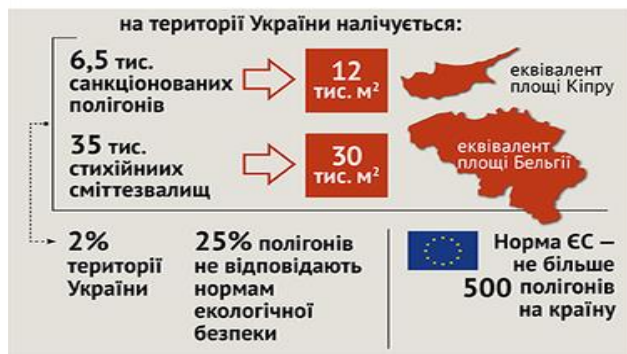 на території України налічується:
6,5 тис.
санкціонованих
полігонів
12
тис. м²
еквівалент
площі Кіпру
35 тис.
стихійниих
сміттєзвалищ
30
тис. м²
еквівалент
площі Бельгії
2%
території
України
25% полігонів
не відповідають
нормам
екологічної
безпеки
Норма ЄС —
не більше
500 полігонів
на країну